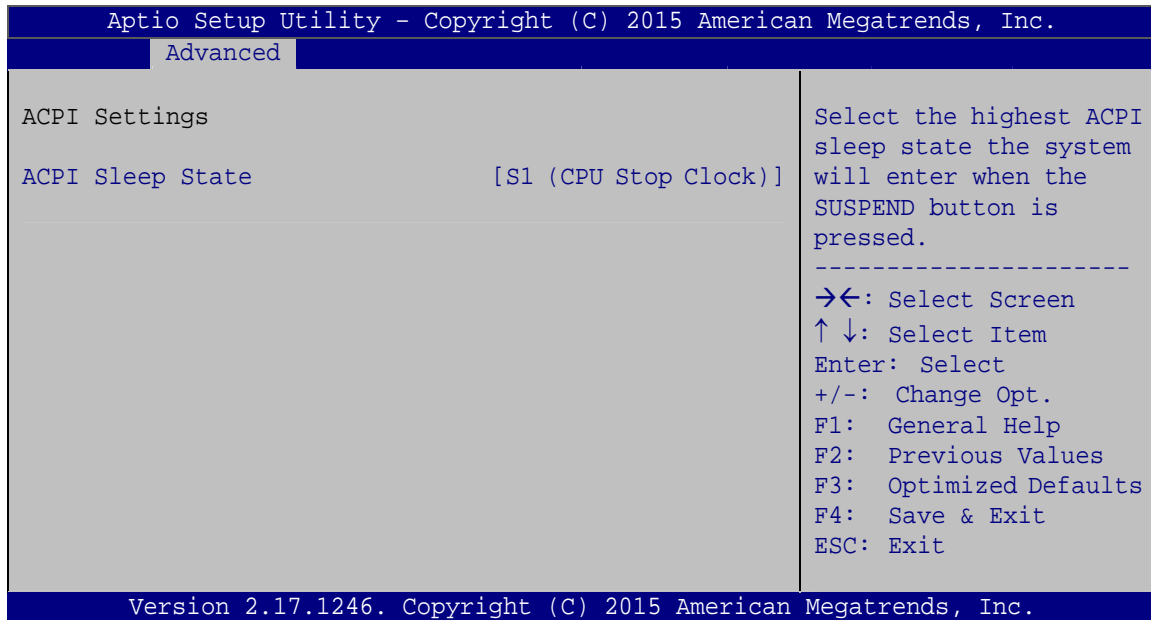 Aptio Setup Utility – Copyright (C) 2015 American Megatrends, Inc.
Advanced
ACPI Settings
ACPI Sleep State [S1 (CPU Stop Clock)]
Select the highest ACPI
sleep state the system
will enter when the
SUSPEND button is
pressed.
----------------------
→←: Select Screen
↑ ↓: Select Item
Enter: Select
+/-: Change Opt.
F1: General Help
F2: Previous Values
F3: Optimized Defaults
F4: Save & Exit
ESC: Exit
Version 2.17.1246. Copyright (C) 2015 American Megatrends, Inc.